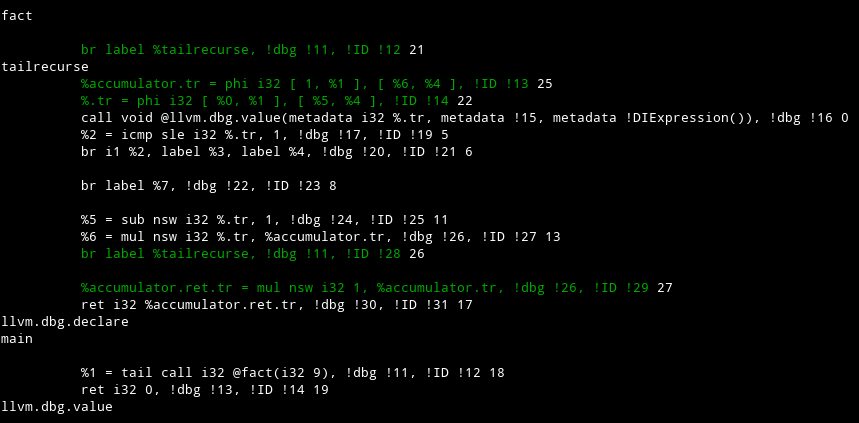 fact
br label %tailrecurse, !dbg !11, !ID !12 21
tailrecurse
%accumulator.tr = phi i32 [ 1, %1 ], [ %6, %4 ], !ID !13 25
%.tr = phi i32 [ %0, %1 ], [ %5, %4 ], !ID !14 22
call void @llvm.dbg.value(metadata i32 %.tr, metadata !15, metadata !DIExpression()), !dbg !16 0
%2 = icmp sle i32 %.tr, 1, !dbg !17, !ID !19 5
br i1 %2, label %3, label %4, !dbg !20, !ID !21 6
br label %7, !dbg !22, !ID !23 8
%5 = sub nsw i32 %.tr, 1, !dbg !24, !ID !25 11
%6 = mul nsw i32 %.tr, %accumulator.tr, !dbg !26, !ID !27 13
br label %tailrecurse, !dbg !11, !ID !28 26
%accumulator.ret.tr = mul nsw i32 1, %accumulator.tr, !dbg !26, !ID !29 27
ret i32 %accumulator.ret.tr, !dbg !30, !ID !31 17
llvm.dbg.declare
main
%1 = tail call i32 @fact(i32 9), !dbg !11, !ID !12 18
ret i32 0, !dbg !13, !ID !14 19
llvm.dbg.value